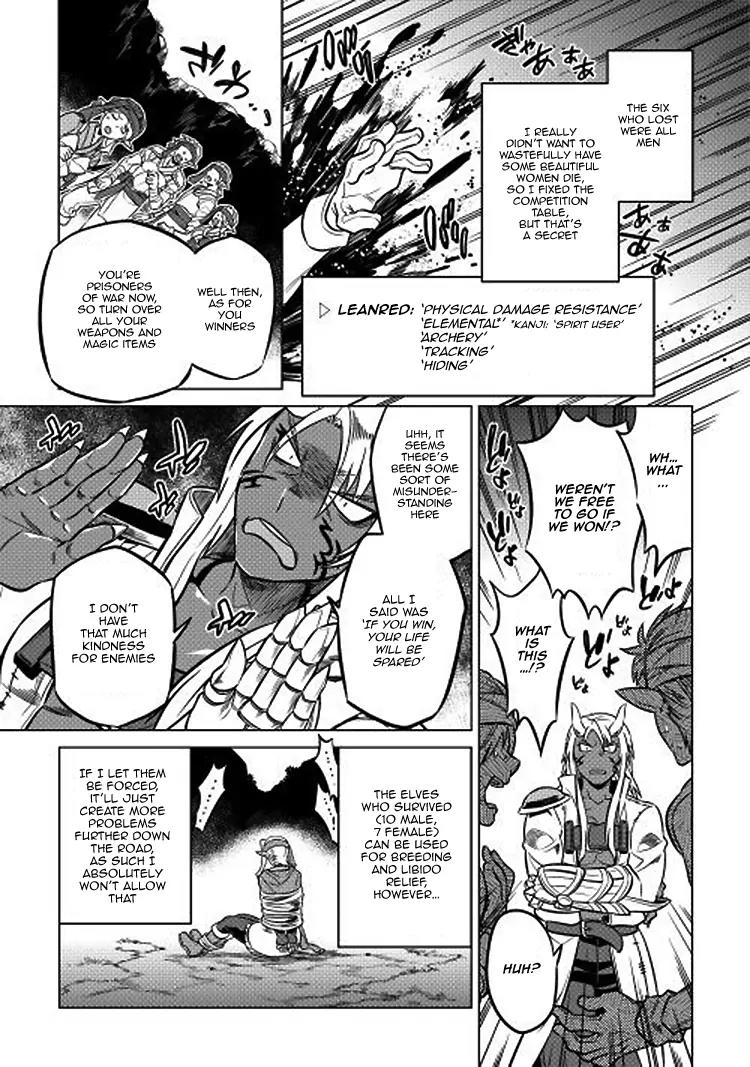 THE SIX
WHO LOST
WERE ALL
MEN
I REALLY
DIDN'T WANT TO
WASTEFULLY HAVE
SOME BEAUTIFUL
WOMEN DIE,
SO I FIXED THE
COMPETITION
TABLE,
BUT THAT'S
A SECRET
▷ LEANRED: 'PHYSICAL DAMAGE RESISTANCE'
'ELEMENTAL*' *KANJI: 'SPIRIT USER'
'ARCHERY'
'TRACKING'
'HIDING'
ざわっ
WELL THEN,
AS FOR
YOU
WINNERS
YOU'RE
PRISONERS
OF WAR NOW,
SO TURN OVER
ALL YOUR
WEAPONS AND
MAGIC ITEMS
WH...
WHAT
...
WEREN'T
WE FREE
TO GO IF
WE WON!?
WHAT IS
THIS
...!?
どよ
どよ
HUH?
UHH, IT
SEEMS
THERE'S
BEEN SOME
SORT OF
MISUNDER-
STANDING
HERE
ALL I
SAID WAS
'IF YOU WIN,
YOUR LIFE
WILL BE
SPARED'
I DON'T
HAVE
THAT MUCH
KINDNESS
FOR ENEMIES
THE ELVES
WHO SURVIVED
(10 MALE,
7 FEMALE)
CAN BE USED
FOR BREEDING
AND LIBIDO
RELIEF,
HOWEVER...
IF I LET
THEM BE
FORCED,
IT'LL JUST
CREATE MORE
PROBLEMS
FURTHER DOWN
THE ROAD,
AS SUCH I
ABSOLUTELY
WON'T ALLOW
THAT